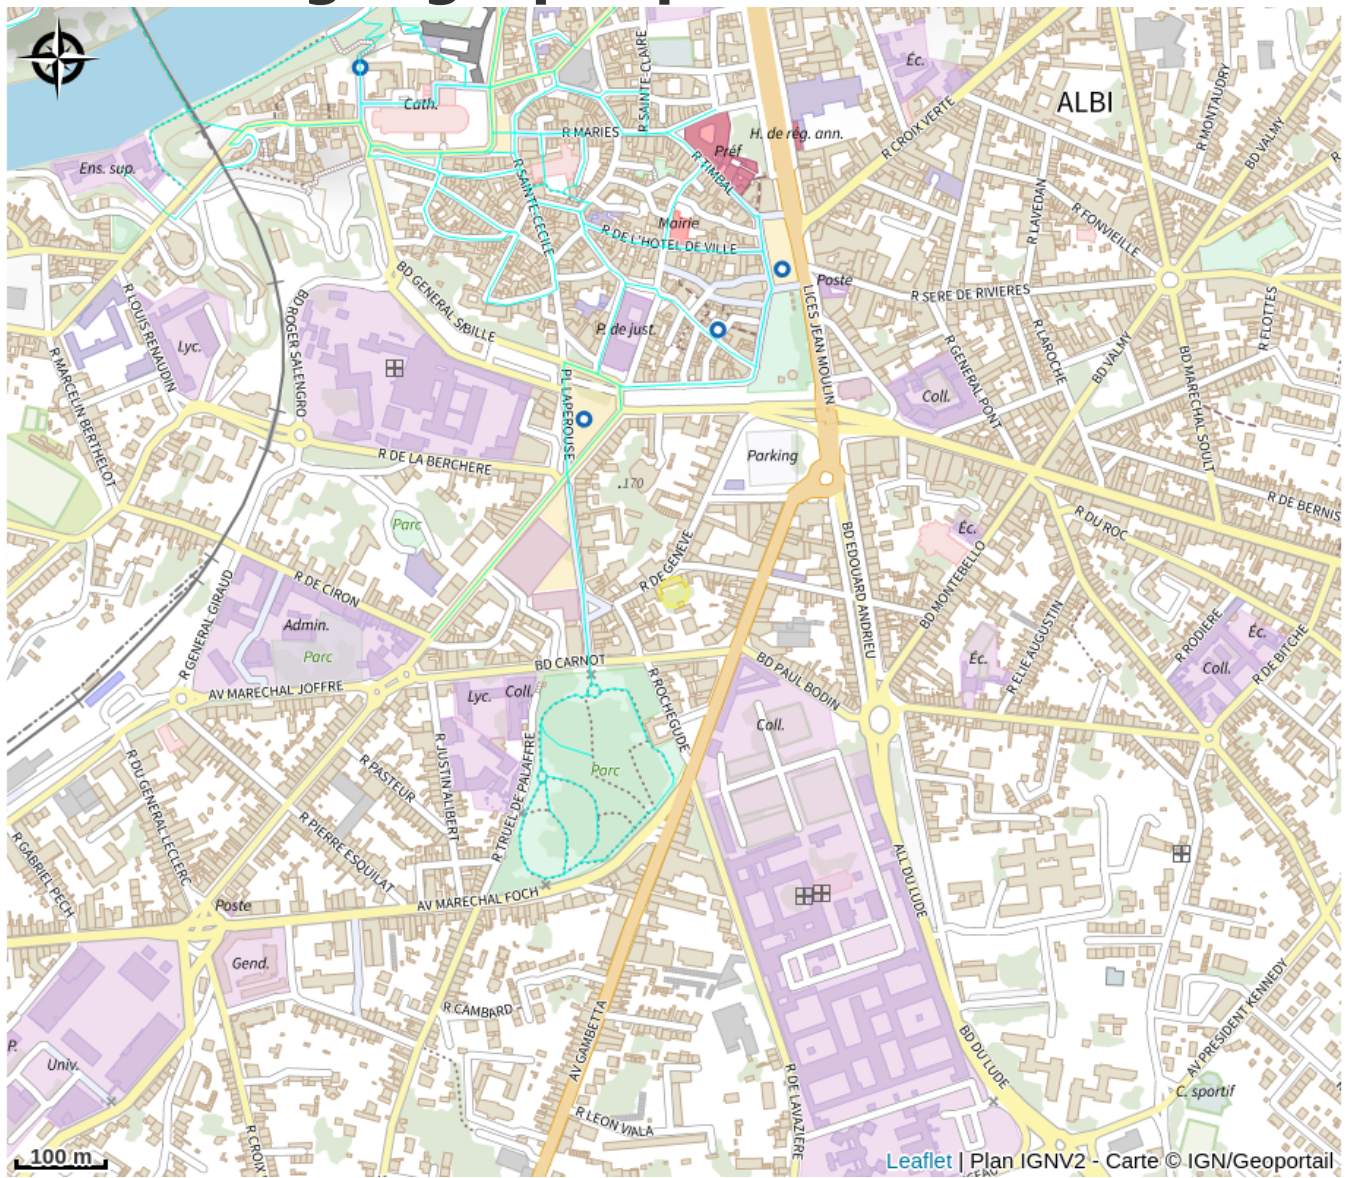 Éc.
ALBI
R SAINTE-CLAIRE
R MONTAUDRY
BD VALMY
Cath.
R MARIES
H. de rég. ann.
R CROIX VERTE
Préf
Ens. sup.
R TIMBAL
R SAINTE-CECILE
R LAVEDAN
R FONVIEILLE
Mairie
R DE L'HOTEL DE VILLE
BD GENERAL SIBILLE
Poste
R SERE DE RIVIERES
R LOUIS RENAUDIN
BD ROGER SALENGRO
LICES JEAN MOULIN
R FLOTTES
P. de just.
Lyc.
R MARCELIN BERTHELOT
R GENERAL PONT
R LAROCHE
BD VALMY
BD MARECHAL SOULT
PL LAPEROUSE
Coll.
R DE LA BERCHERE
Parking
.170
R DE BERNIS
Parc
R DU ROC
Éc.
BD EDOUARD ANDRIEU
R DE GENEVE
BD MONTEBELLO
R DE CIRON
R GENERAL GIRAUD
Admin.
Parc
R ELIE AUGUSTIN
R RODIERE
Éc.
Éc.
Coll.
R DE BITCHE
BD CARNOT
BD PAUL BODIN
AV MARECHAL JOFFRE
Lyc.
Coll.
R ROCHEGUDE
Coll.
R JUSTIN ALIBERT
R TRUEL DE PALAFFRE
R PASTEUR
Parc
R DU GENERAL LECLERC
R PIERRE ESQUILAT
R GABRIEL PECH
ALL DU LUDE
AV MARECHAL FOCH
Poste
Gend.
R CAMBARD
AV GAMBETTA
AV PRESIDENT KENNEDY
P.
Univ.
BD DU LUDE
C. sportif
R DE LAVAZIERE
R LEON VIALA
R CROIX
100 m
Leaflet | Plan IGNV2 - Carte © IGN/Geoportail